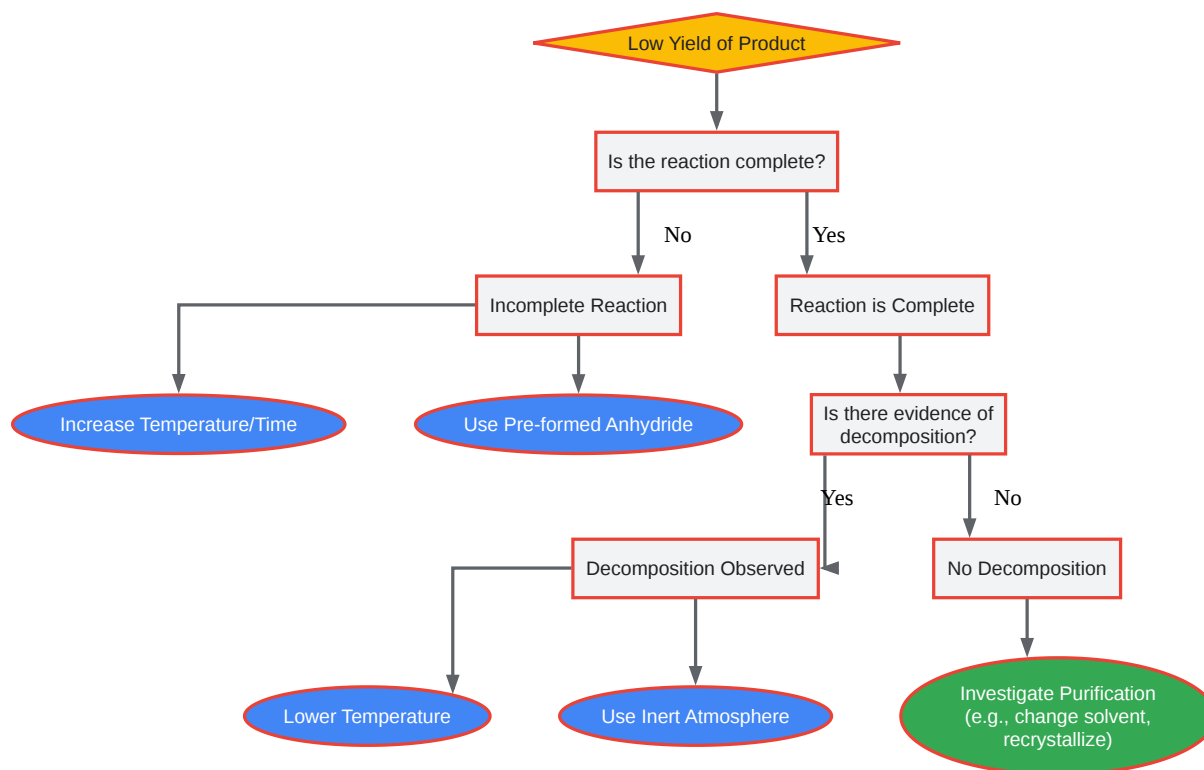 Low Yield of Product
Is the reaction complete?
No
Yes
Incomplete Reaction
Reaction is Complete
Increase Temperature/Time
Use Pre-formed Anhydride
Is there evidence of
decomposition?
Yes
No
Decomposition Observed
No Decomposition
Lower Temperature
Use Inert Atmosphere
Investigate Purification
(e.g., change solvent,
recrystallize)